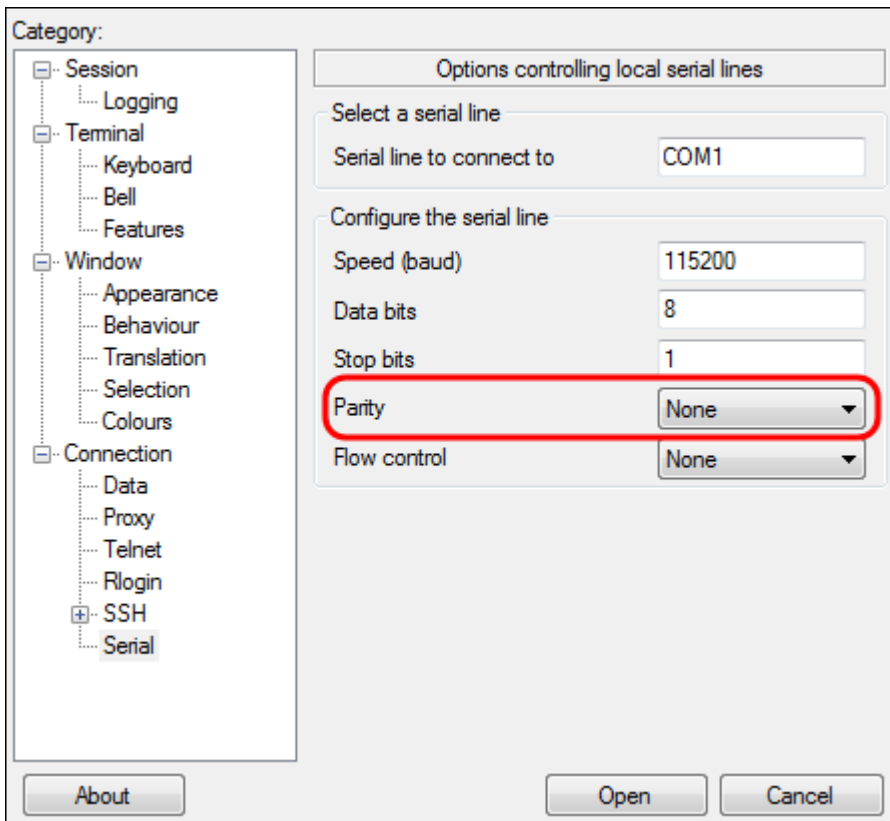 Category:
Session
Logging
Terminal
Keyboard
Bell
Features
Window
Appearance
Behaviour
Translation
Selection
Colours
Connection
Data
Proxy
Telnet
Rlogin
SSH
Serial
Options controlling local serial lines
Select a serial line
Serial line to connect to COM1
Configure the serial line
Speed (baud) 115200
Data bits 8
Stop bits 1
Parity None
Flow control None
About Open Cancel